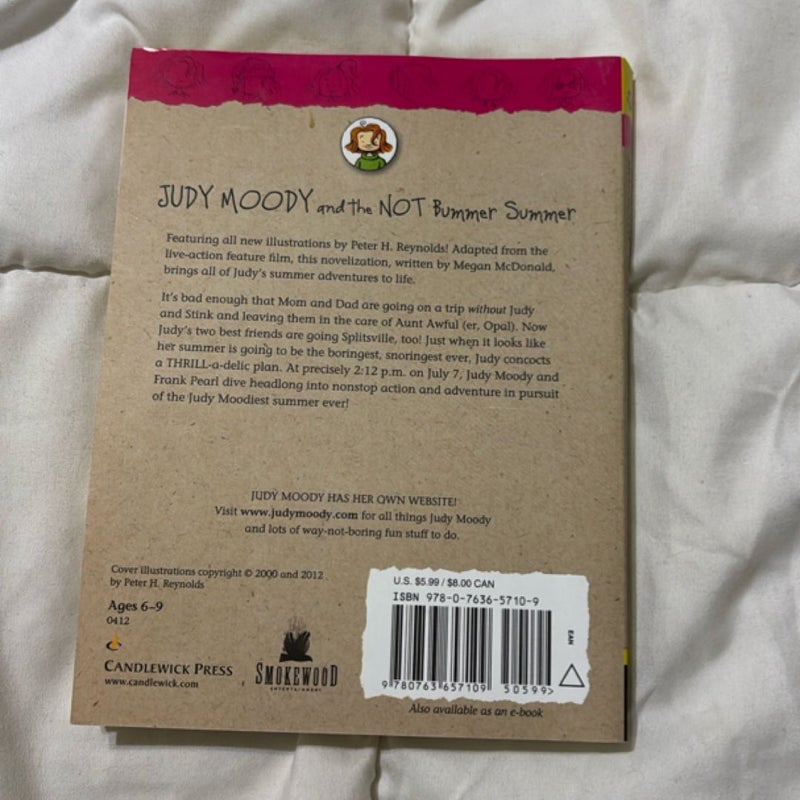 JUDY MOODY and the NOT Bummer Summer
Featuring all new illustrations by Peter H. Reynolds! Adapted from the
live-action feature film, this novelization, written by Megan McDonald,
brings all of Judy's summer adventures to life.
It's bad enough that Mom and Dad are going on a trip without Judy
and Stink and leaving them in the care of Aunt Awful (er, Opal). Now
Judy's two best friends are going Splitsville, too! Just when it looks like
her summer is going to be the boringest, snoringest ever, Judy concocts
a THRILL-a-delic plan. At precisely 2:12 p.m. on July 7, Judy Moody and
Frank Pearl dive headlong into nonstop action and adventure in pursuit
of the Judy Moodiest summer ever!
JUDY MOODY HAS HER OWN WEBSITE!
Visit www.judymoody.com for all things Judy Moody
and lots of way-not-boring fun stuff to do.
Cover illustrations copyright © 2000 and 2012
by Peter H. Reynolds
Ages 6–9
0412
CANDLEWICK PRESS
www.candlewick.com
SMOKEWOOD
ENTERTAINMENT
U.S. $5.99 / $8.00 CAN
ISBN 978-0-7636-5710-9
EAN
9 780763 657109 50599>
Also available as an e-book